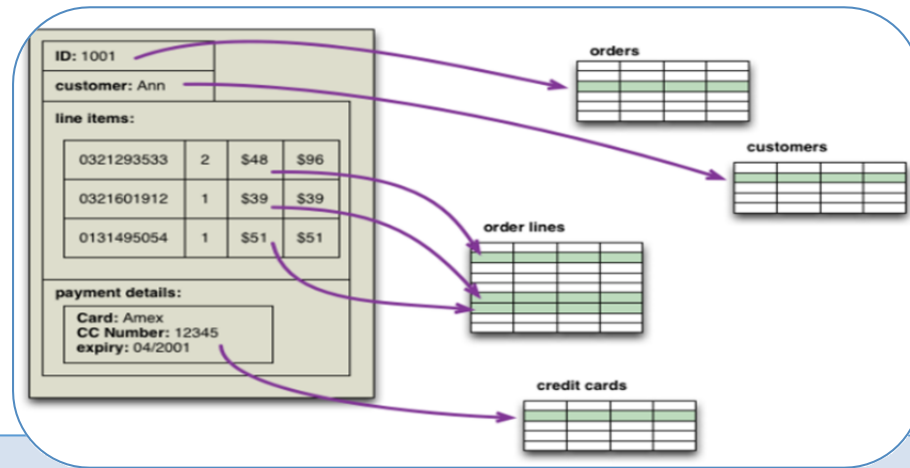 ID: 1001
customer: Ann
line items:
0321293533 2 $48 $96
0321601912 1 $39 $39
0131495054 1 $51 $51
payment details:
Card: Amex
CC Number: 12345
expiry: 04/2001
orders
customers
order lines
credit cards